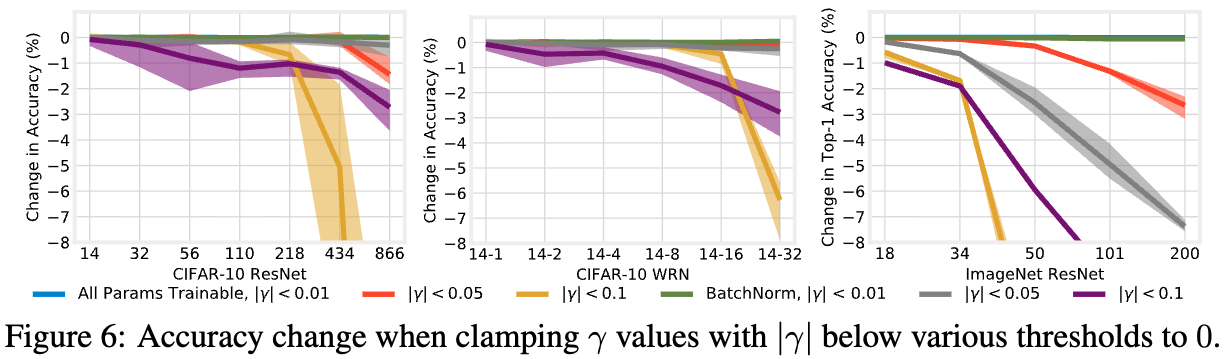 Change in Accuracy (%)
0
−1
−2
−3
−4
−5
−6
−7
−8
14 32 56 110 218 434 866
CIFAR-10 ResNet
Change in Accuracy (%)
0
−1
−2
−3
−4
−5
−6
−7
−8
14-1 14-2 14-4 14-8 14-16 14-32
CIFAR-10 WRN
Change in Top-1 Accuracy (%)
0
−1
−2
−3
−4
−5
−6
−7
−8
18 34 50 101 200
ImageNet ResNet
All Params Trainable, |γ| < 0.01 |γ| < 0.05 |γ| < 0.1 BatchNorm, |γ| < 0.01 |γ| < 0.05 |γ| < 0.1
Figure 6: Accuracy change when clamping γ values with |γ| below various thresholds to 0.